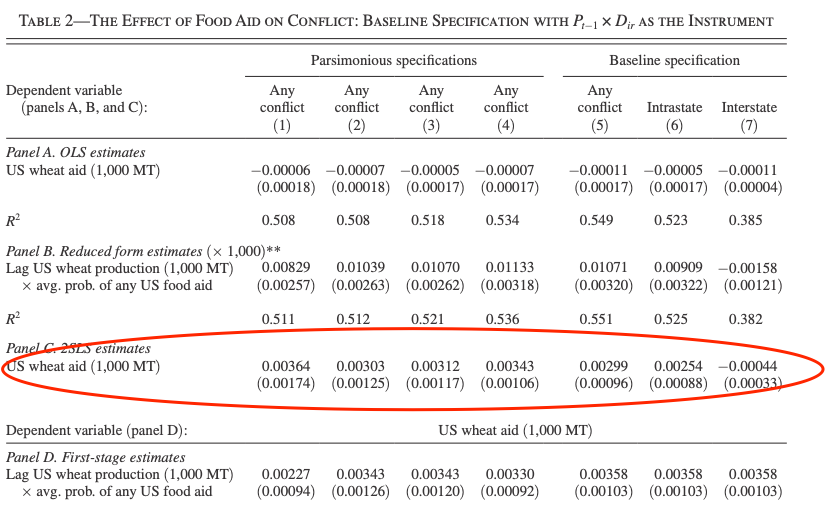 TABLE 2—THE EFFECT OF FOOD AID ON CONFLICT: BASELINE SPECIFICATION WITH Pt−1 × Dir AS THE INSTRUMENT
Parsimonious specifications Baseline specification
Dependent variable Any Any Any Any Any
(panels A, B, and C): conflict conflict conflict conflict conflict Intrastate Interstate
(1) (2) (3) (4) (5) (6) (7)
Panel A. OLS estimates
US wheat aid (1,000 MT) −0.00006 −0.00007 −0.00005 −0.00007 −0.00011 −0.00005 −0.00011
(0.00018) (0.00018) (0.00017) (0.00017) (0.00017) (0.00017) (0.00004)
R² 0.508 0.508 0.518 0.534 0.549 0.523 0.385
Panel B. Reduced form estimates (× 1,000)**
Lag US wheat production (1,000 MT) 0.00829 0.01039 0.01070 0.01133 0.01071 0.00909 −0.00158
× avg. prob. of any US food aid (0.00257) (0.00263) (0.00262) (0.00318) (0.00320) (0.00322) (0.00121)
R² 0.511 0.512 0.521 0.536 0.551 0.525 0.382
Panel C. 2SLS estimates
US wheat aid (1,000 MT) 0.00364 0.00303 0.00312 0.00343 0.00299 0.00254 −0.00044
(0.00174) (0.00125) (0.00117) (0.00106) (0.00096) (0.00088) (0.00033)
Dependent variable (panel D): US wheat aid (1,000 MT)
Panel D. First-stage estimates
Lag US wheat production (1,000 MT) 0.00227 0.00343 0.00343 0.00330 0.00358 0.00358 0.00358
× avg. prob. of any US food aid (0.00094) (0.00126) (0.00120) (0.00092) (0.00103) (0.00103) (0.00103)